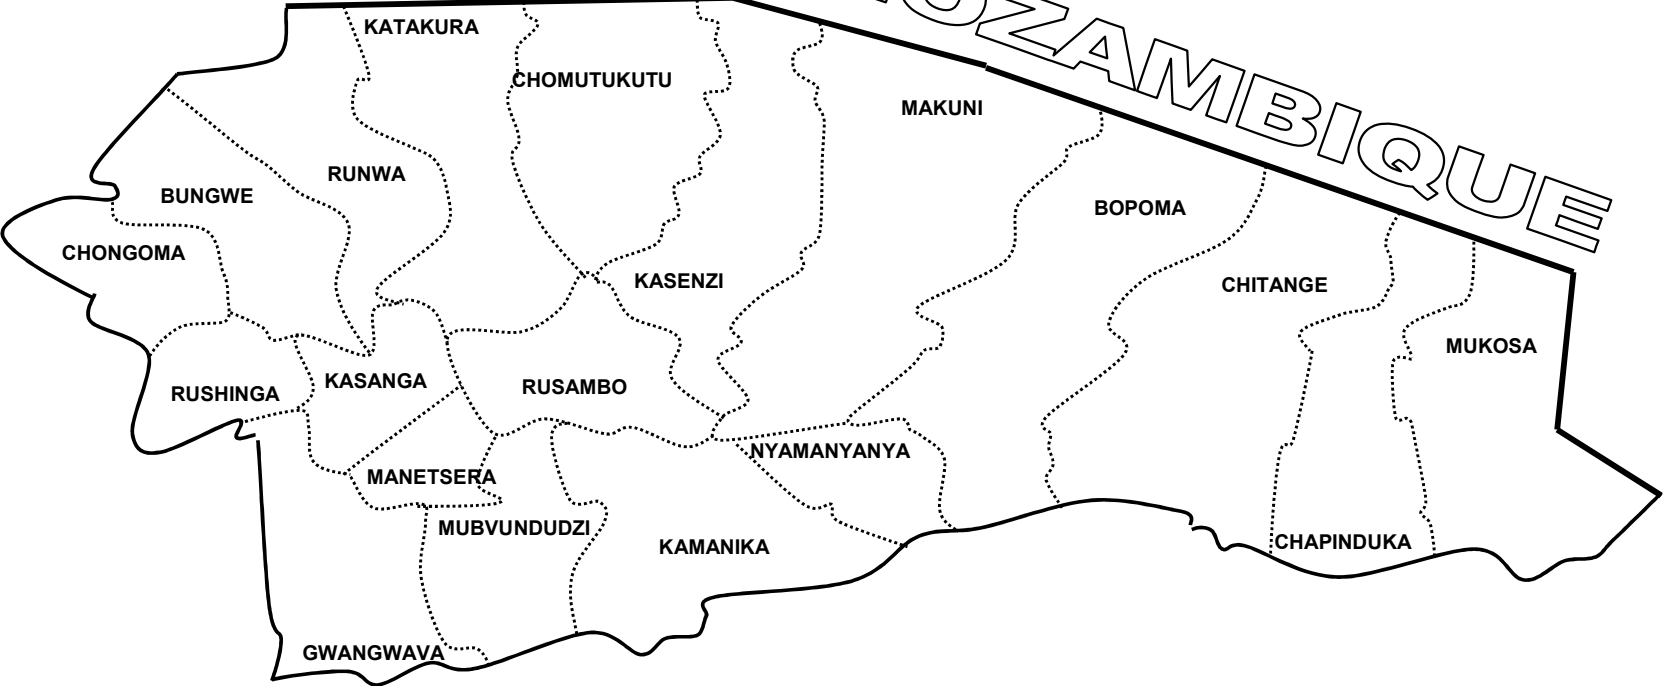 OZAMBIQUE
KATAKURA
CHOMUTUKUTU
MAKUNI
RUNWA
BUNGWE
BOPOMA
CHONGOMA
KASENZI
CHITANGE
MUKOSA
KASANGA
RUSAMBO
RUSHINGA
NYAMANYANYA
MANETSERA
MUBVUNDUDZI
CHAPINDUKA
KAMANIKA
GWANGWAVA